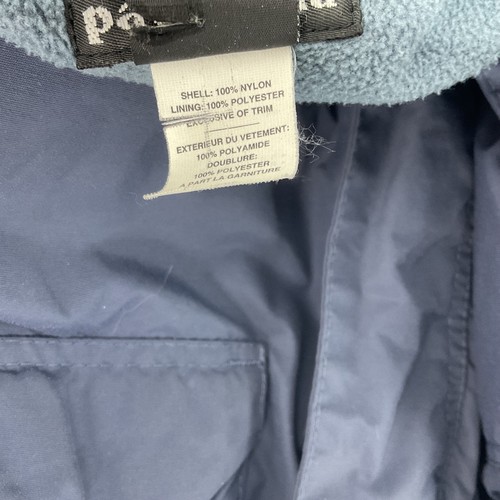 SHELL: 100% NYLON
LINING: 100% POLYESTER
EXCLUSIVE OF TRIM
EXTERIEUR DU VETEMENT:
100% POLYAMIDE
DOUBLURE:
100% POLYESTER
A PART LA GARNITURE